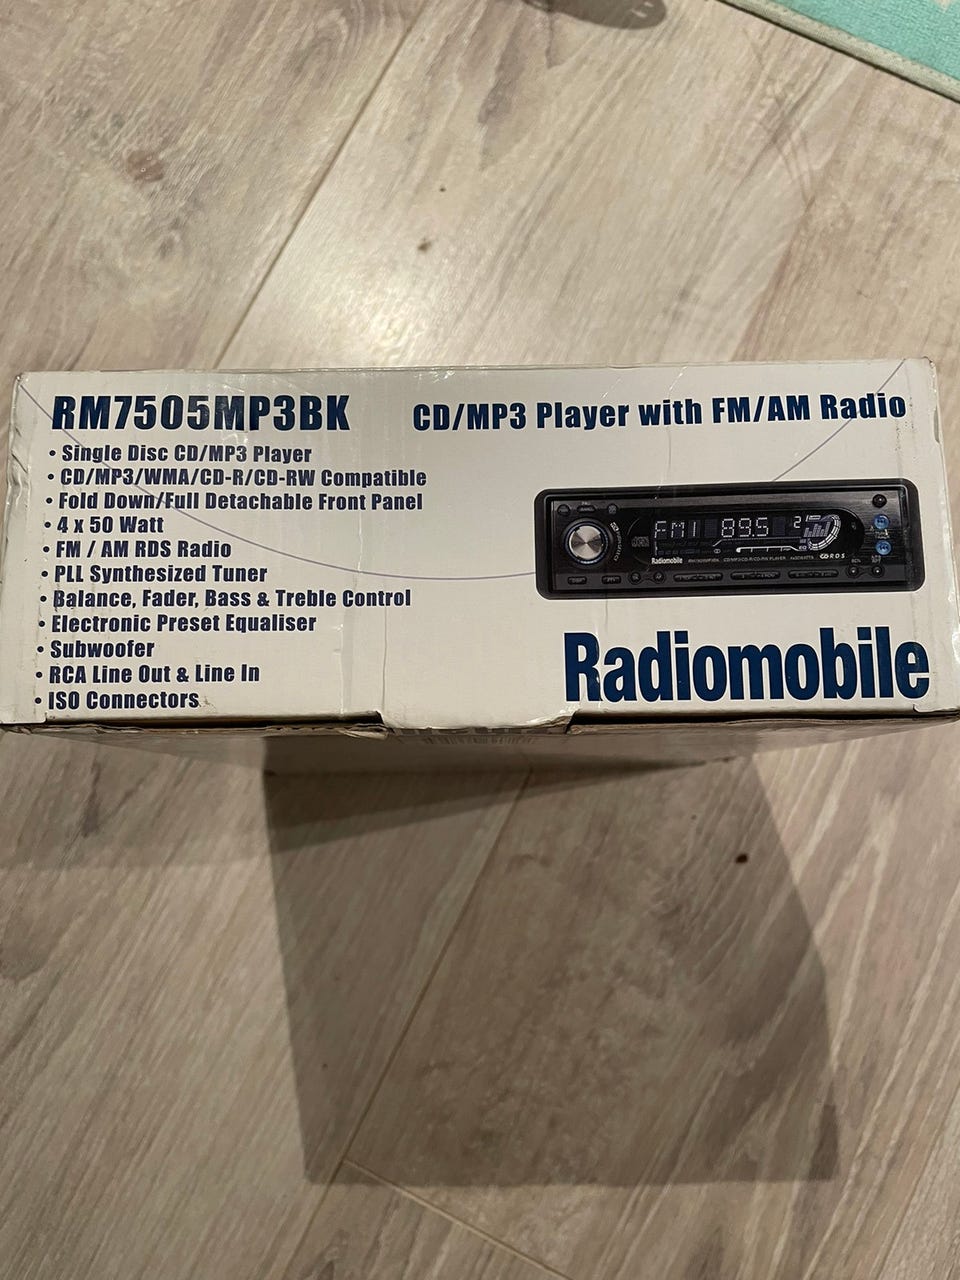 RM7505MP3BK
CD/MP3 Player with FM/AM Radio
• Single Disc CD/MP3 Player
• CD/MP3/WMA/CD-R/CD-RW Compatible
• Fold Down/Full Detachable Front Panel
• 4 x 50 Watt
• FM / AM RDS Radio
• PLL Synthesized Tuner
• Balance, Fader, Bass & Treble Control
• Electronic Preset Equaliser
• Subwoofer
• RCA Line Out & Line In
• ISO Connectors
FM1 89.5 2
Radiomobile
RDS
Radiomobile